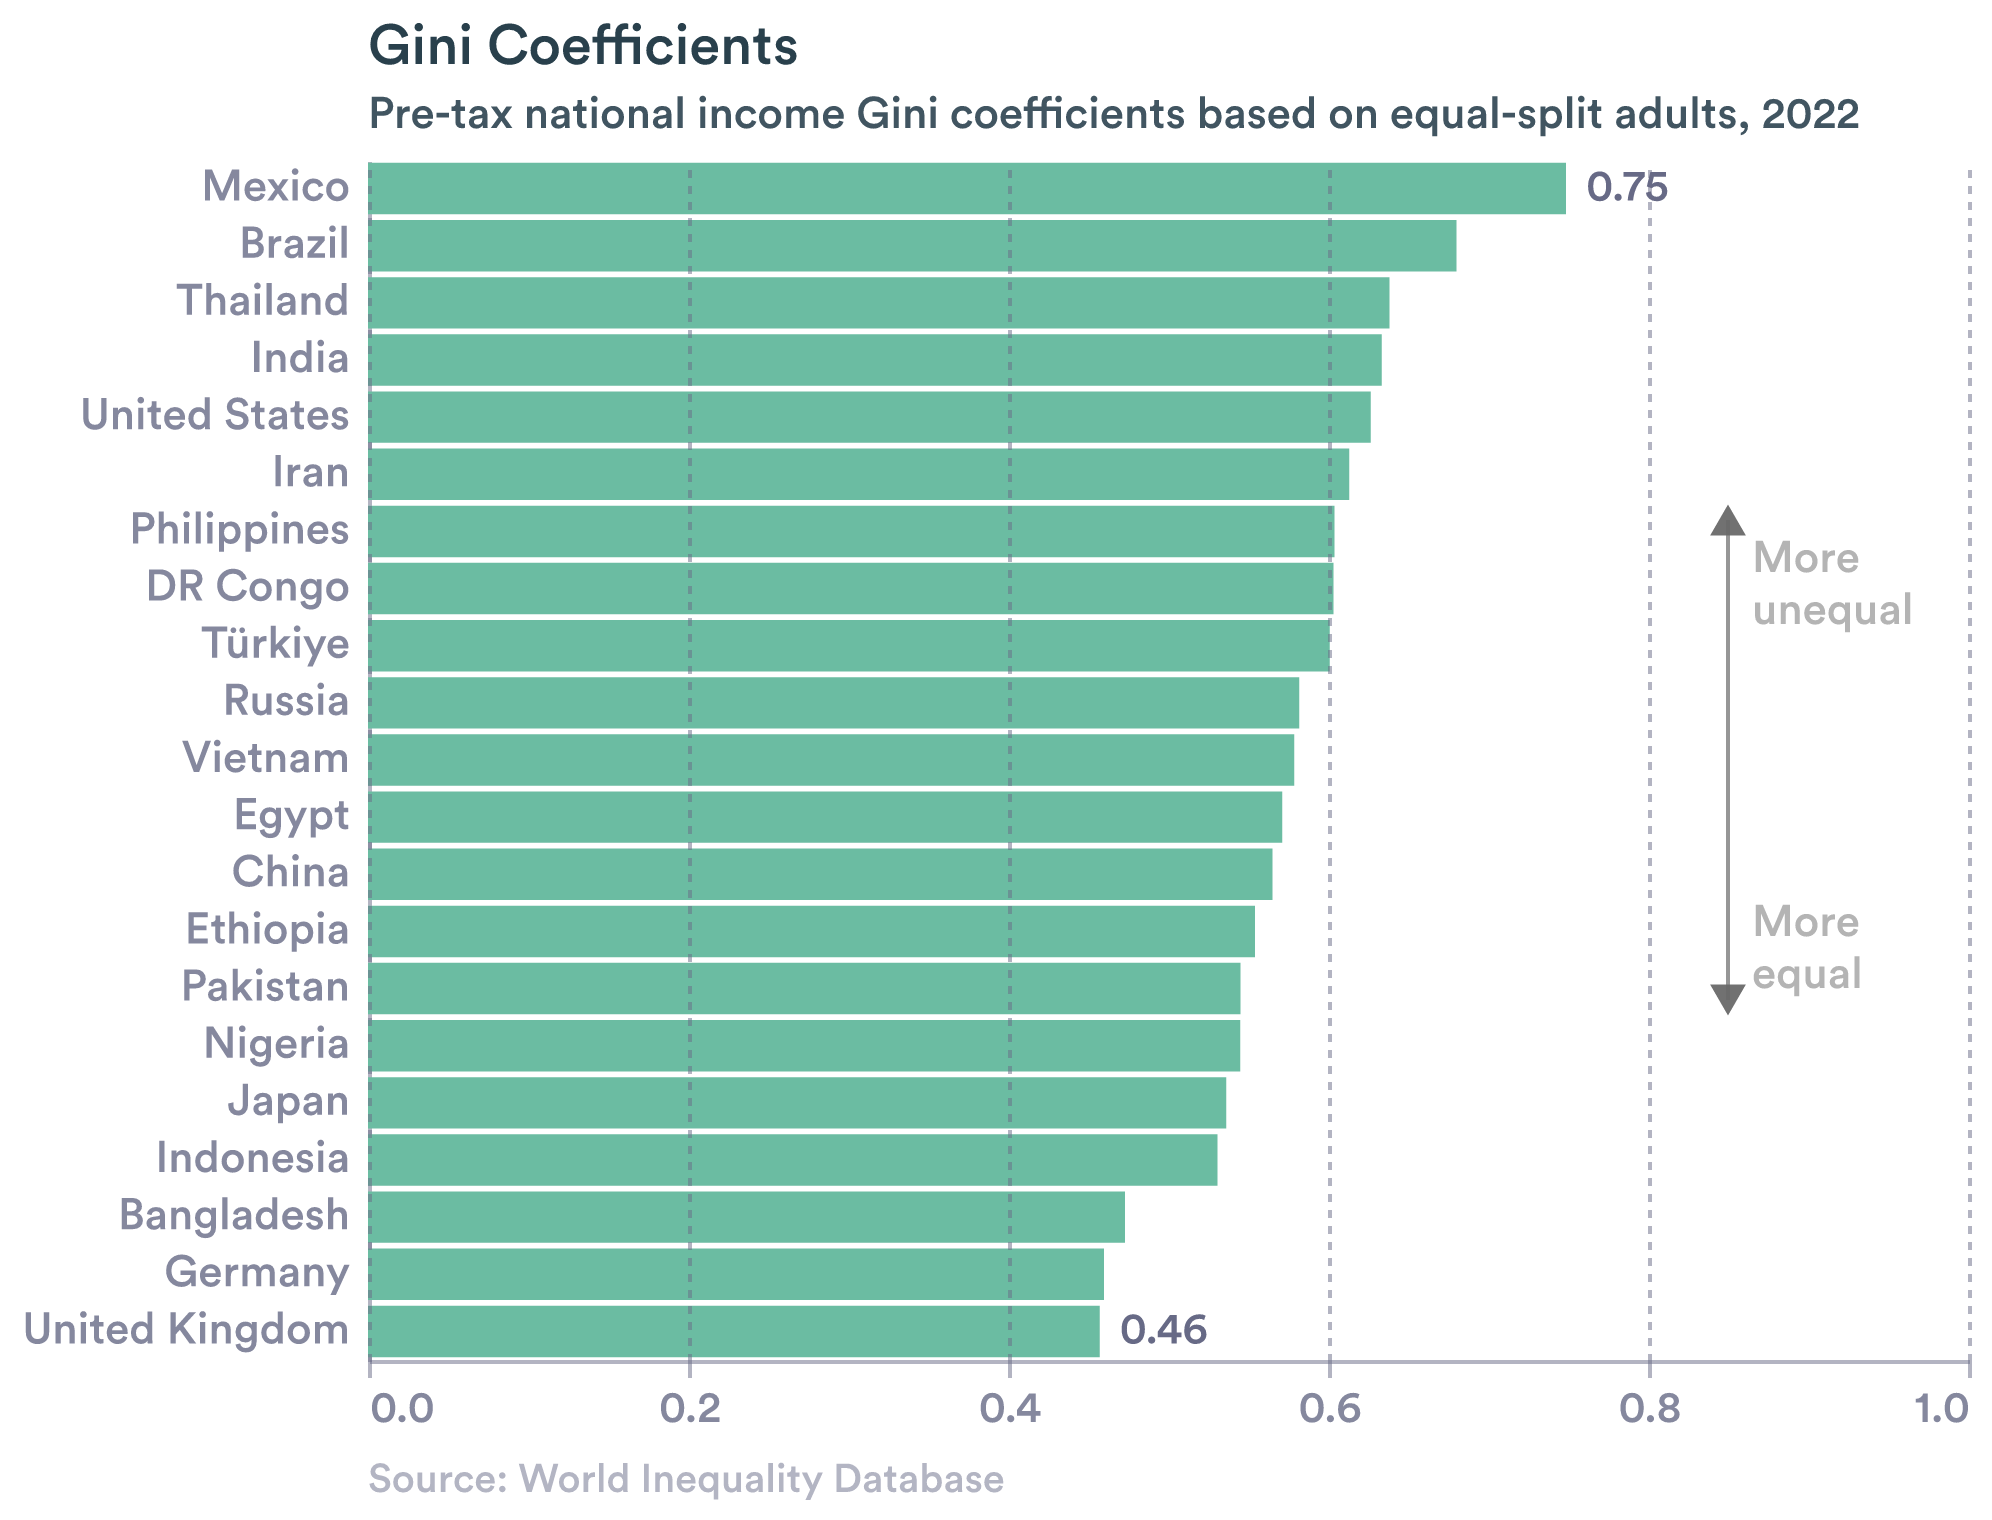 Gini Coefficients
Pre-tax national income Gini coefficients based on equal-split adults, 2022
Mexico 0.75
Brazil
Thailand
India
United States
Iran
Philippines
DR Congo
Türkiye
Russia
Vietnam
Egypt
China
Ethiopia
Pakistan
Nigeria
Japan
Indonesia
Bangladesh
Germany
United Kingdom 0.46
More
unequal
More
equal
0.0 0.2 0.4 0.6 0.8 1.0
Source: World Inequality Database